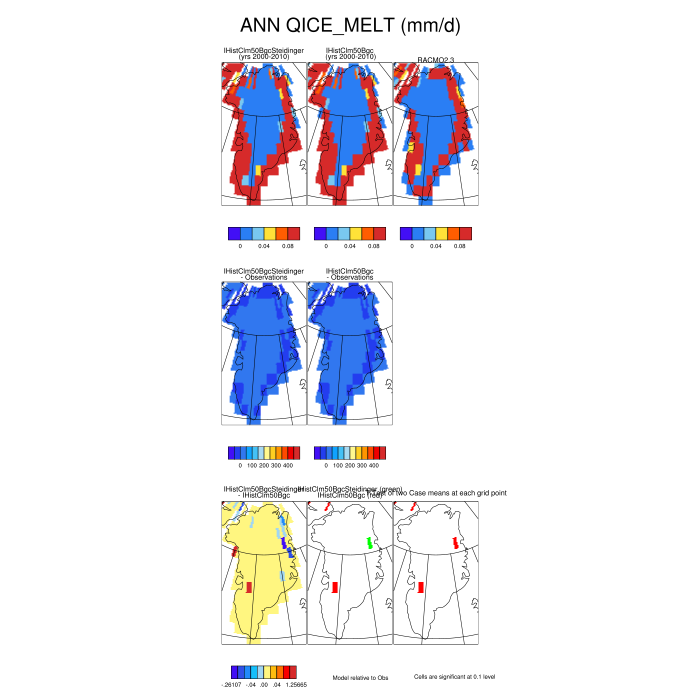 ANN QICE_MELT (mm/d)
IHistClm50BgcSteidinger
(yrs 2000-2010)
IHistClm50Bgc
(yrs 2000-2010)
RACMO2.3
0 0.04 0.08
0 0.04 0.08
0 0.04 0.08
IHistClm50BgcSteidinger
- Observations
IHistClm50Bgc
- Observations
0 100 200 300 400
0 100 200 300 400
IHistClm50BgcSteidinger
- IHistClm50Bgc
IHistClm50BgcSteidinger (green)
IHistClm50Bgc (red)
of two Case means at each grid point
-.26107 -.04 .00 .04 1.25665
Model relative to Obs
Cells are significant at 0.1 level